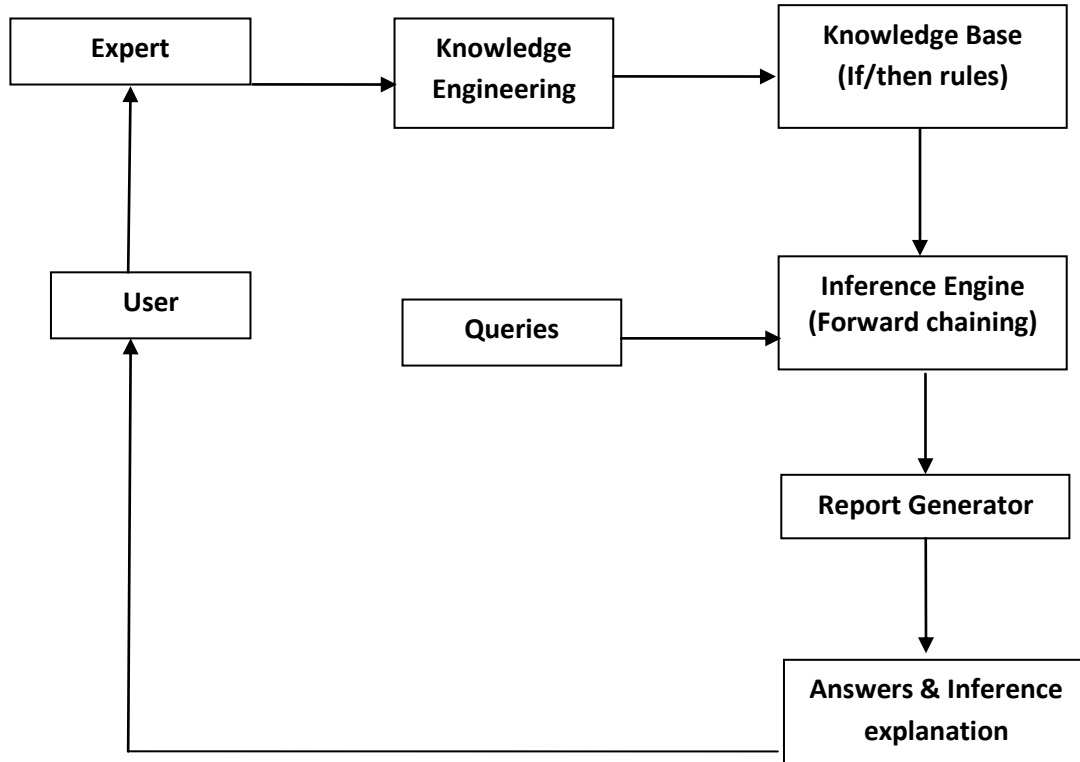 Expert
Knowledge
Engineering
Knowledge Base
(If/then rules)
User
Queries
Inference Engine
(Forward chaining)
Report Generator
Answers & Inference
explanation